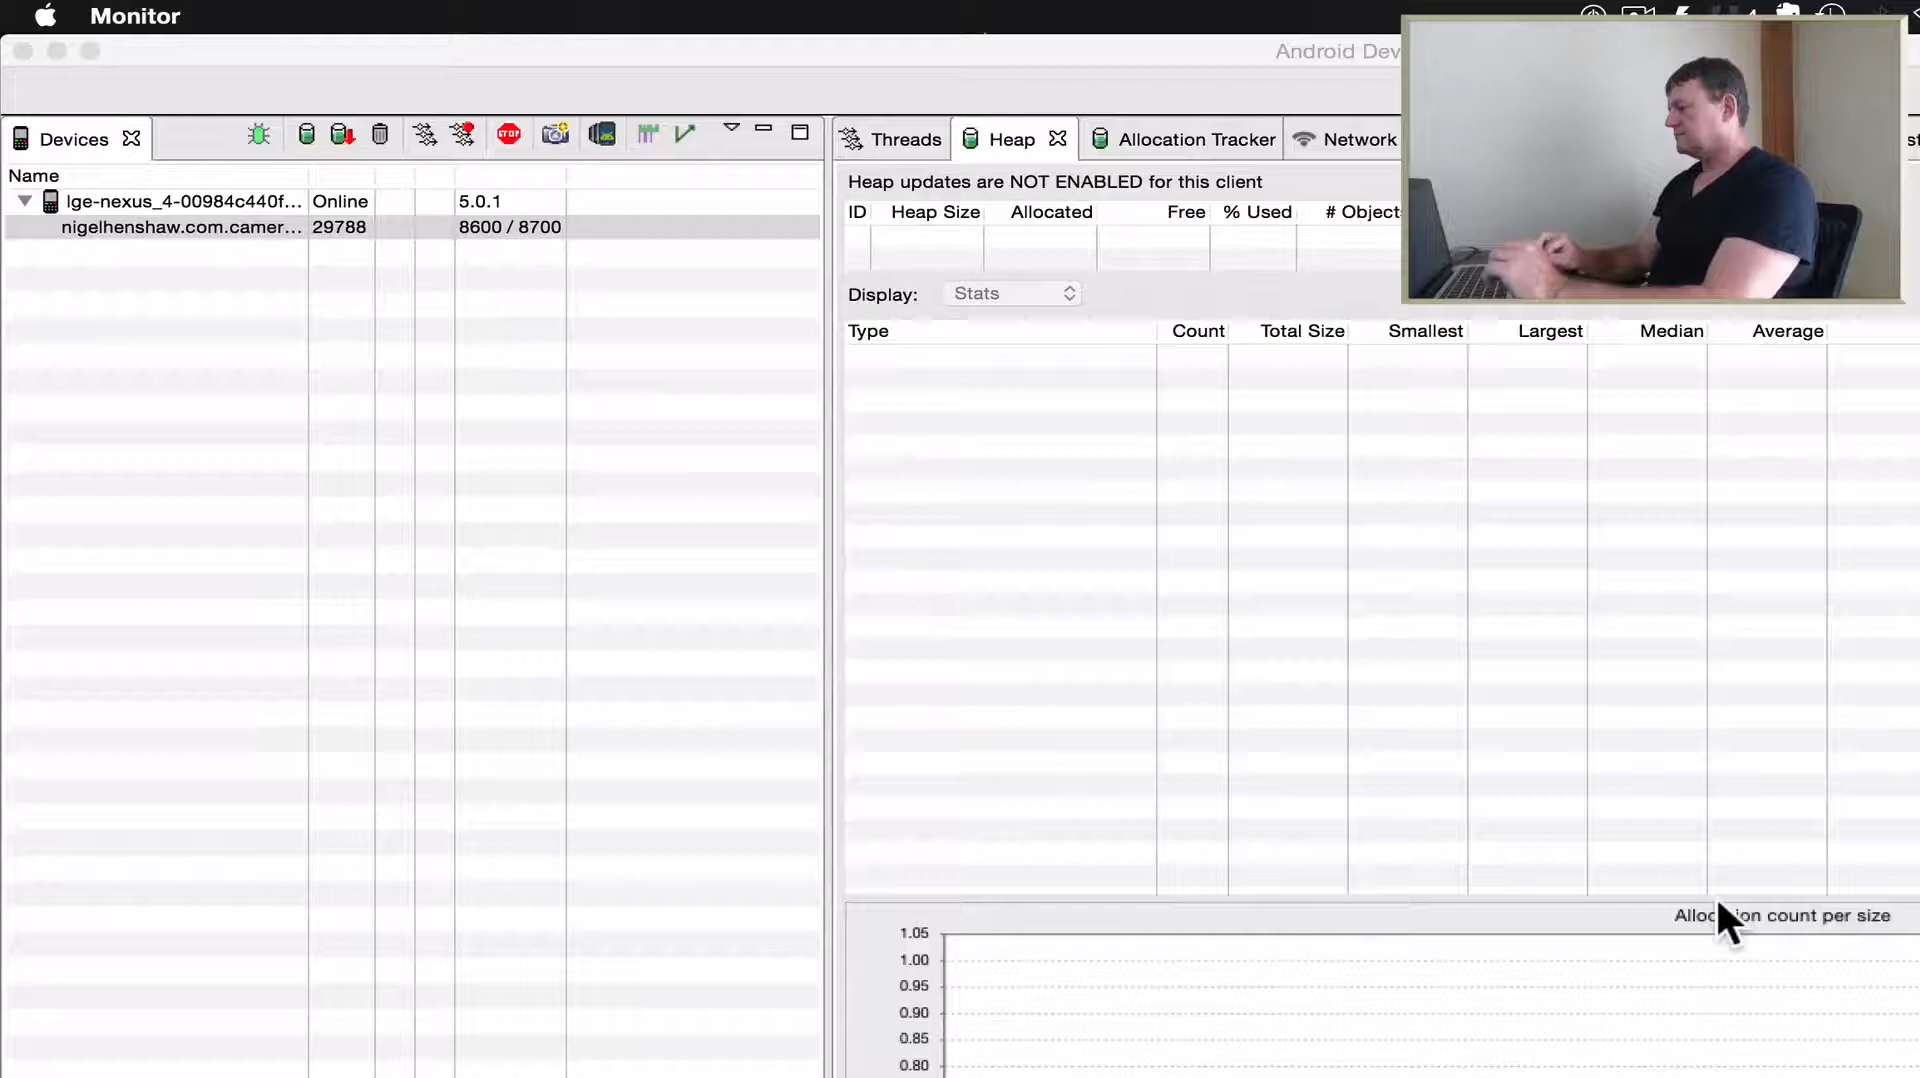 Monitor
Android Dev
Devices
STOP
Threads
Heap
Allocation Tracker
Network
Name
Heap updates are NOT ENABLED for this client
lge-nexus_4-00984c440f... Online 5.0.1
ID Heap Size Allocated Free % Used # Objects
nigelhenshaw.com.camer... 29788 8600 / 8700
Display: Stats
Type Count Total Size Smallest Largest Median Average
count per size
1.05
1.00
0.95
0.90
0.85
0.80